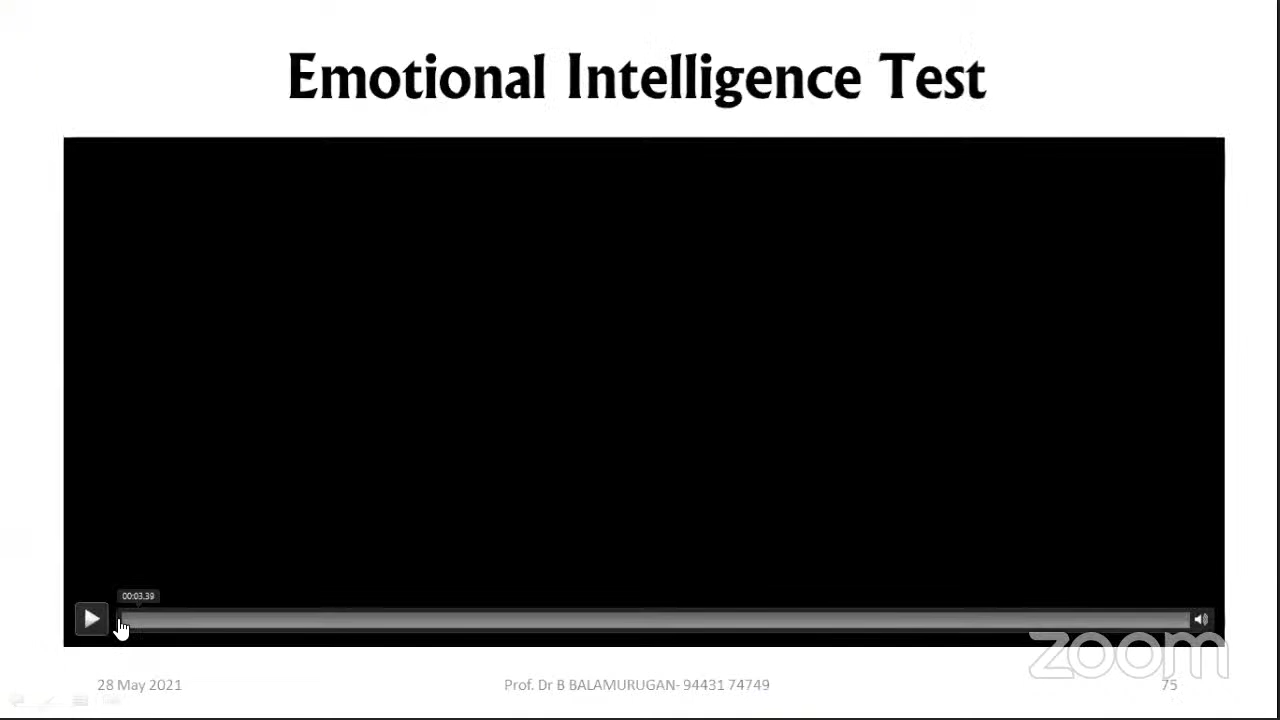 Emotional Intelligence Test
00:03.39
zoom
28 May 2021
Prof. Dr B BALAMURUGAN- 94431 74749
75